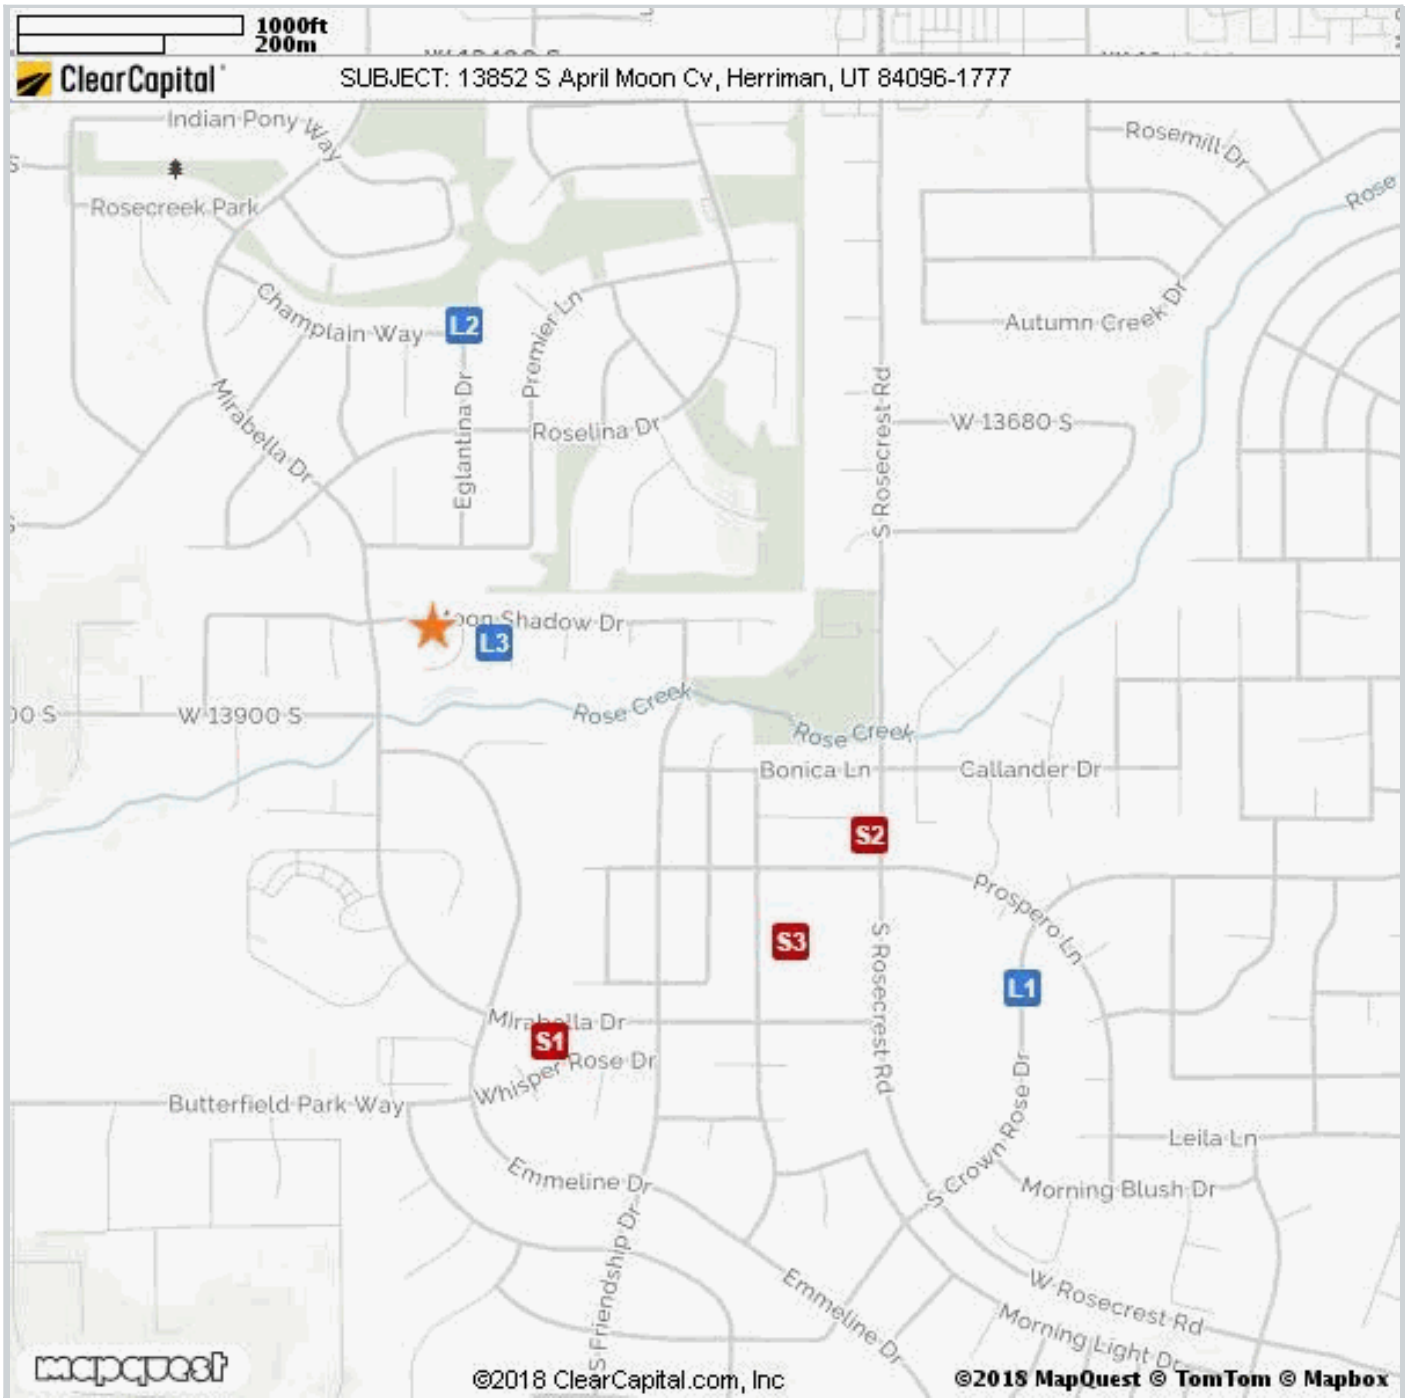 1000ft
200m
ClearCapital
SUBJECT: 13852 S April Moon Cv, Herriman, UT 84096-1777
Indian Pony Way
Rosemill Dr
Rose
Rosecreek Park
Champlain Way
L2
Premier Ln
Autumn Creek Dr
Mirabella Dr
Eglantina Dr
Roselina Dr
S Rosecrest Rd
W 13680 S
Moon Shadow Dr
L3
00 S
W 13900 S
Rose Creek
Rose Creek
Bonica Ln
Callander Dr
S2
Prospero Ln
S3
S Rosecrest Rd
L1
Mirabella Dr
S1
Whisper Rose Dr
Butterfield Park Way
S Crown Rose Dr
Leila Ln
Emmeline Dr
Morning Blush Dr
S Friendship Dr
Emmeline Dr
W Rosecrest Rd
Morning Light Dr
mapquest
©2018 ClearCapital.com, Inc
©2018 MapQuest © TomTom © Mapbox